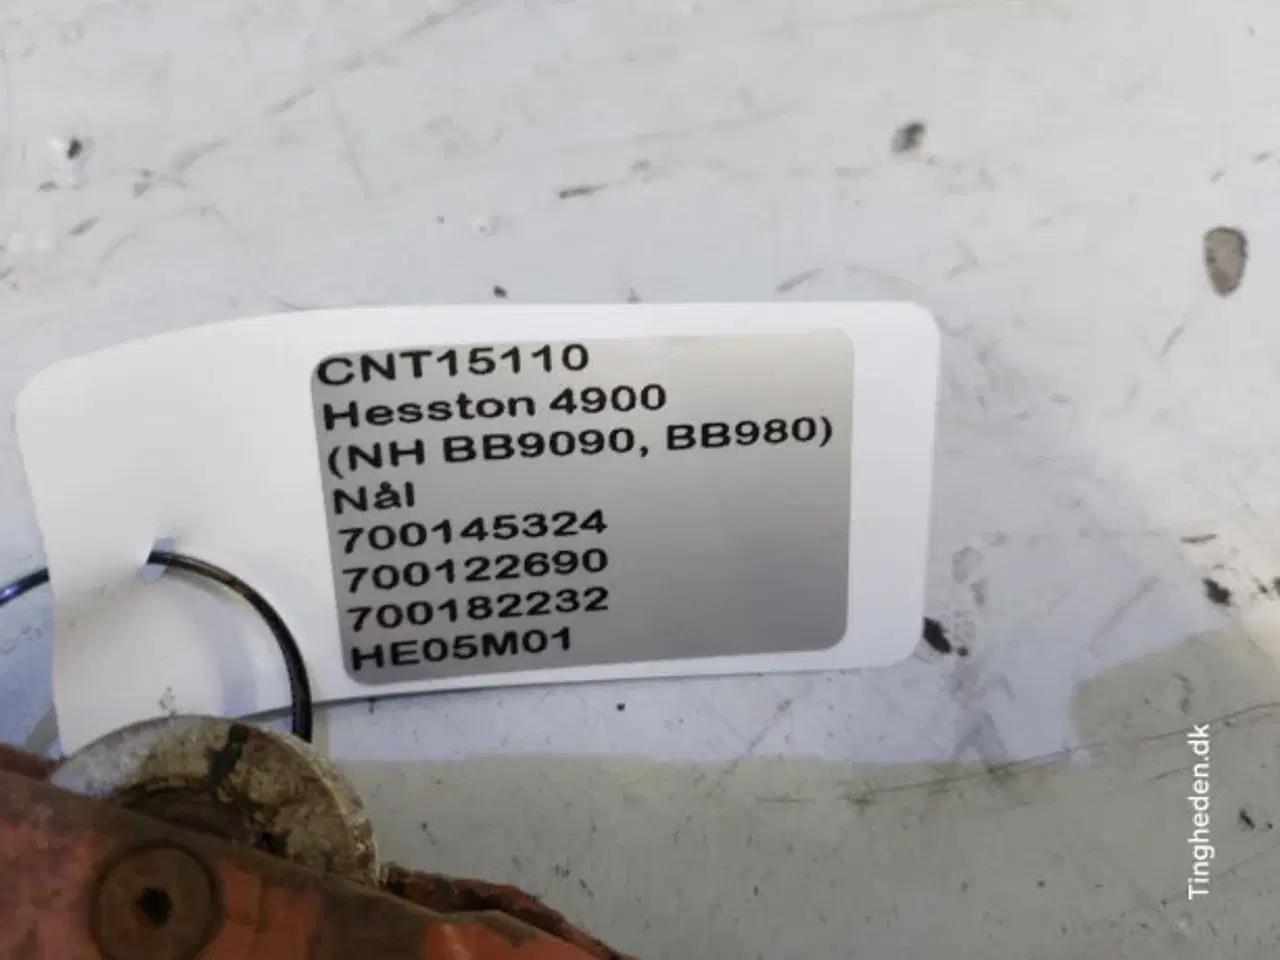 CNT15110
Hesston 4900
(NH BB9090, BB980)
Nål
700145324
700122690
700182232
HE05M01
Tingheden.dk